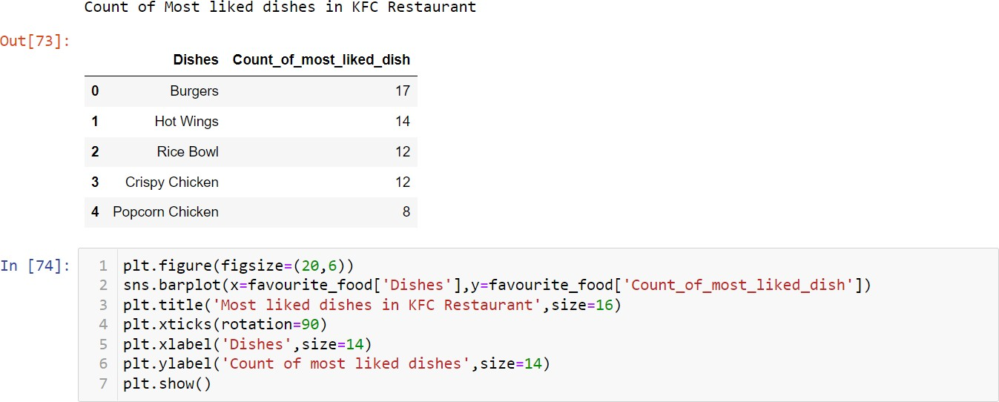 Count of Most liked dishes in KFC Restaurant
Out[73]:
Dishes Count_of_most_liked_dish
0 Burgers 17
1 Hot Wings 14
2 Rice Bowl 12
3 Crispy Chicken 12
4 Popcorn Chicken 8
In [74]: 1 plt.figure(figsize=(20,6))
2 sns.barplot(x=favourite_food['Dishes'],y=favourite_food['Count_of_most_liked_dish'])
3 plt.title('Most liked dishes in KFC Restaurant',size=16)
4 plt.xticks(rotation=90)
5 plt.xlabel('Dishes',size=14)
6 plt.ylabel('Count of most liked dishes',size=14)
7 plt.show()